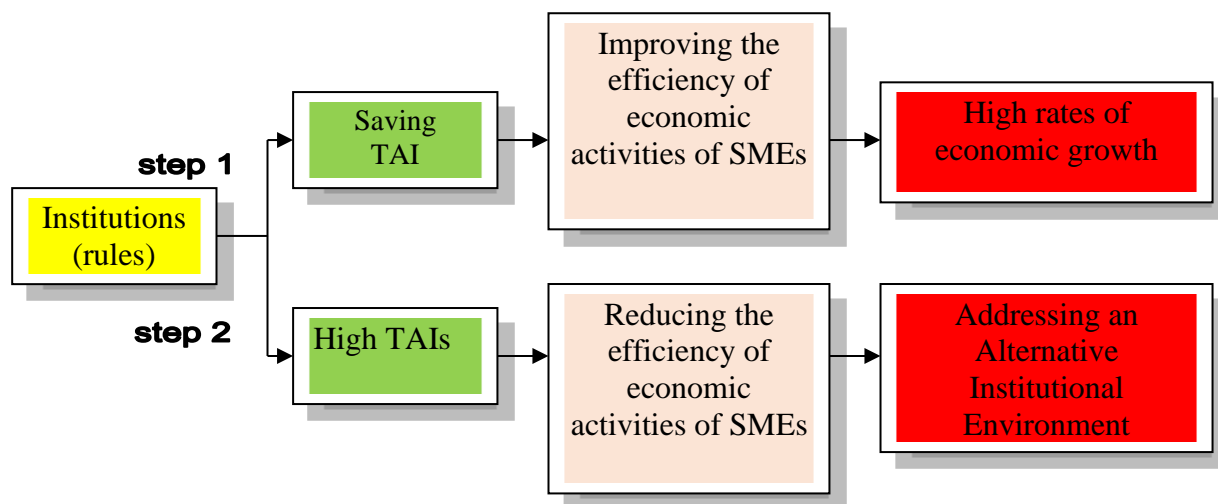 step 1
Institutions
(rules)
step 2
Saving
TAI
Improving the
efficiency of
economic
activities of SMEs
High rates of
economic growth
High TAIs
Reducing the
efficiency of
economic
activities of SMEs
Addressing an
Alternative
Institutional
Environment